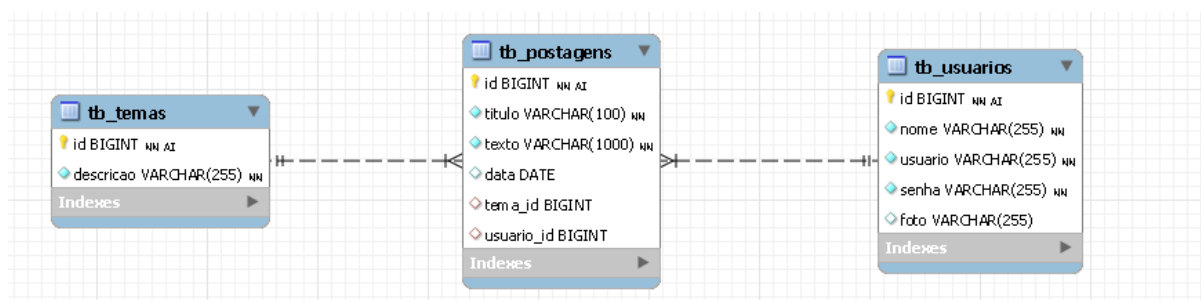 tb_temas
id BIGINT NN AI
descricao VARCHAR(255) NN
Indexes
tb_postagens
id BIGINT NN AI
titulo VARCHAR(100) NN
texto VARCHAR(1000) NN
data DATE
tema_id BIGINT
usuario_id BIGINT
Indexes
tb_usuarios
id BIGINT NN AI
nome VARCHAR(255) NN
usuario VARCHAR(255) NN
senha VARCHAR(255) NN
foto VARCHAR(255)
Indexes